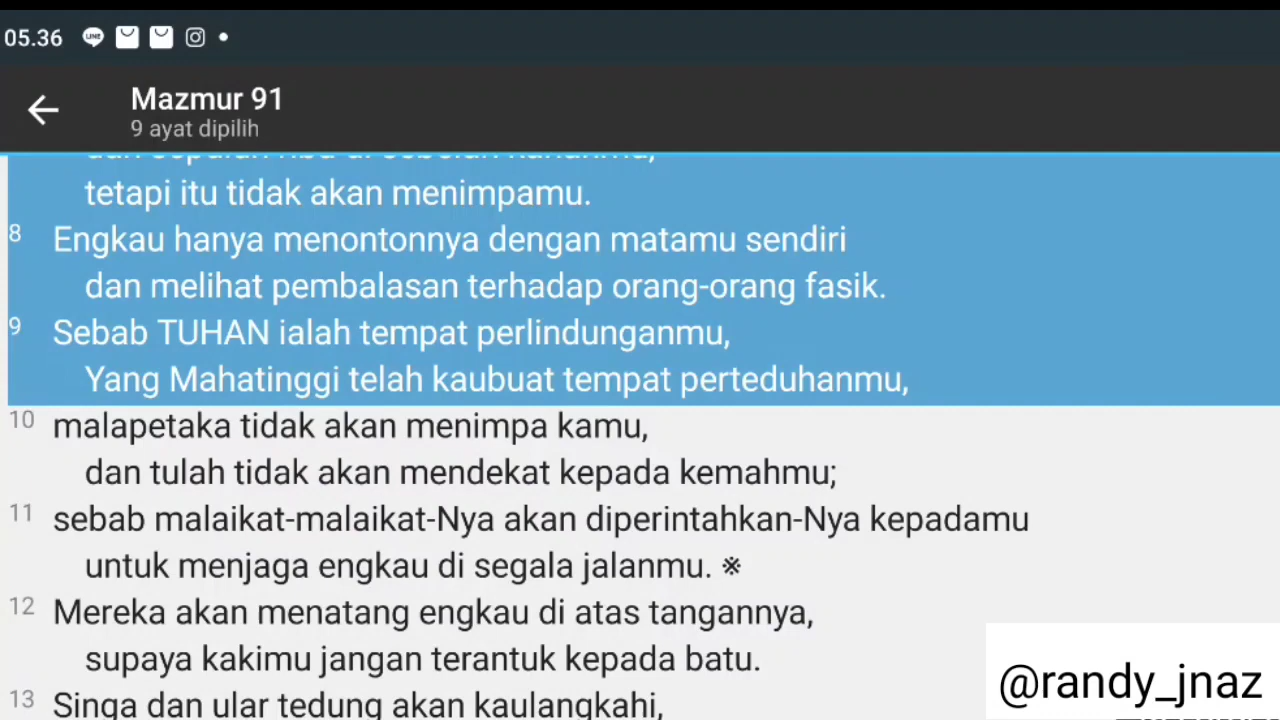 05.36
Mazmur 91
9 ayat dipilih
tetapi itu tidak akan menimpamu.
8 Engkau hanya menontonnya dengan matamu sendiri
dan melihat pembalasan terhadap orang-orang fasik.
9 Sebab TUHAN ialah tempat perlindunganmu,
Yang Mahatinggi telah kaubuat tempat perteduhanmu,
10 malapetaka tidak akan menimpa kamu,
dan tulah tidak akan mendekat kepada kemahmu;
11 sebab malaikat-malaikat-Nya akan diperintahkan-Nya kepadamu
untuk menjaga engkau di segala jalanmu. ※
12 Mereka akan menatang engkau di atas tangannya,
supaya kakimu jangan terantuk kepada batu.
13 Singa dan ular tedung akan kaulangkahi,
@randy_jnaz